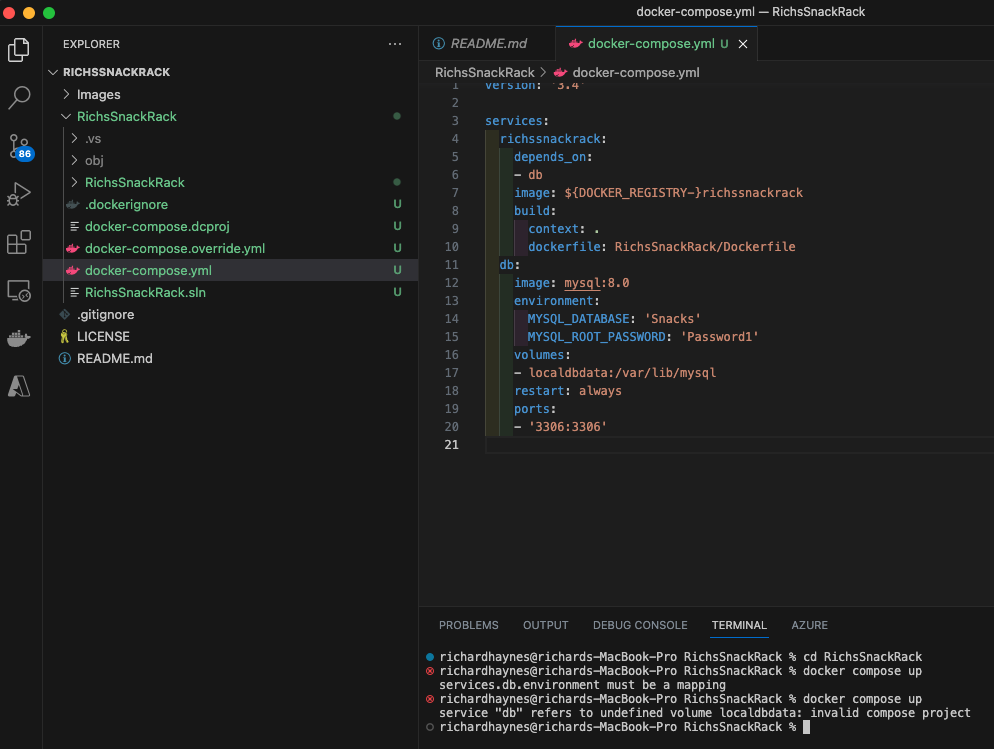 docker-compose.yml — RichsSnackRack
EXPLORER
···
RICHSSNACKRACK
Images
RichsSnackRack
.vs
obj
RichsSnackRack
.dockerignore U
docker-compose.dcproj U
docker-compose.override.yml U
docker-compose.yml U
RichsSnackRack.sln U
.gitignore
LICENSE
README.md
86
README.md
docker-compose.yml U
RichsSnackRack > docker-compose.yml
1 version: '3.4'
2
3 services:
4 richssnackrack:
5 depends_on:
6 - db
7 image: ${DOCKER_REGISTRY-}richssnackrack
8 build:
9 context: .
10 dockerfile: RichsSnackRack/Dockerfile
11 db:
12 image: mysql:8.0
13 environment:
14 MYSQL_DATABASE: 'Snacks'
15 MYSQL_ROOT_PASSWORD: 'Password1'
16 volumes:
17 - localdbdata:/var/lib/mysql
18 restart: always
19 ports:
20 - '3306:3306'
21
PROBLEMS OUTPUT DEBUG CONSOLE TERMINAL AZURE
richardhaynes@richards-MacBook-Pro RichsSnackRack % cd RichsSnackRack
richardhaynes@richards-MacBook-Pro RichsSnackRack % docker compose up
services.db.environment must be a mapping
richardhaynes@richards-MacBook-Pro RichsSnackRack % docker compose up
service "db" refers to undefined volume localdbdata: invalid compose project
richardhaynes@richards-MacBook-Pro RichsSnackRack %